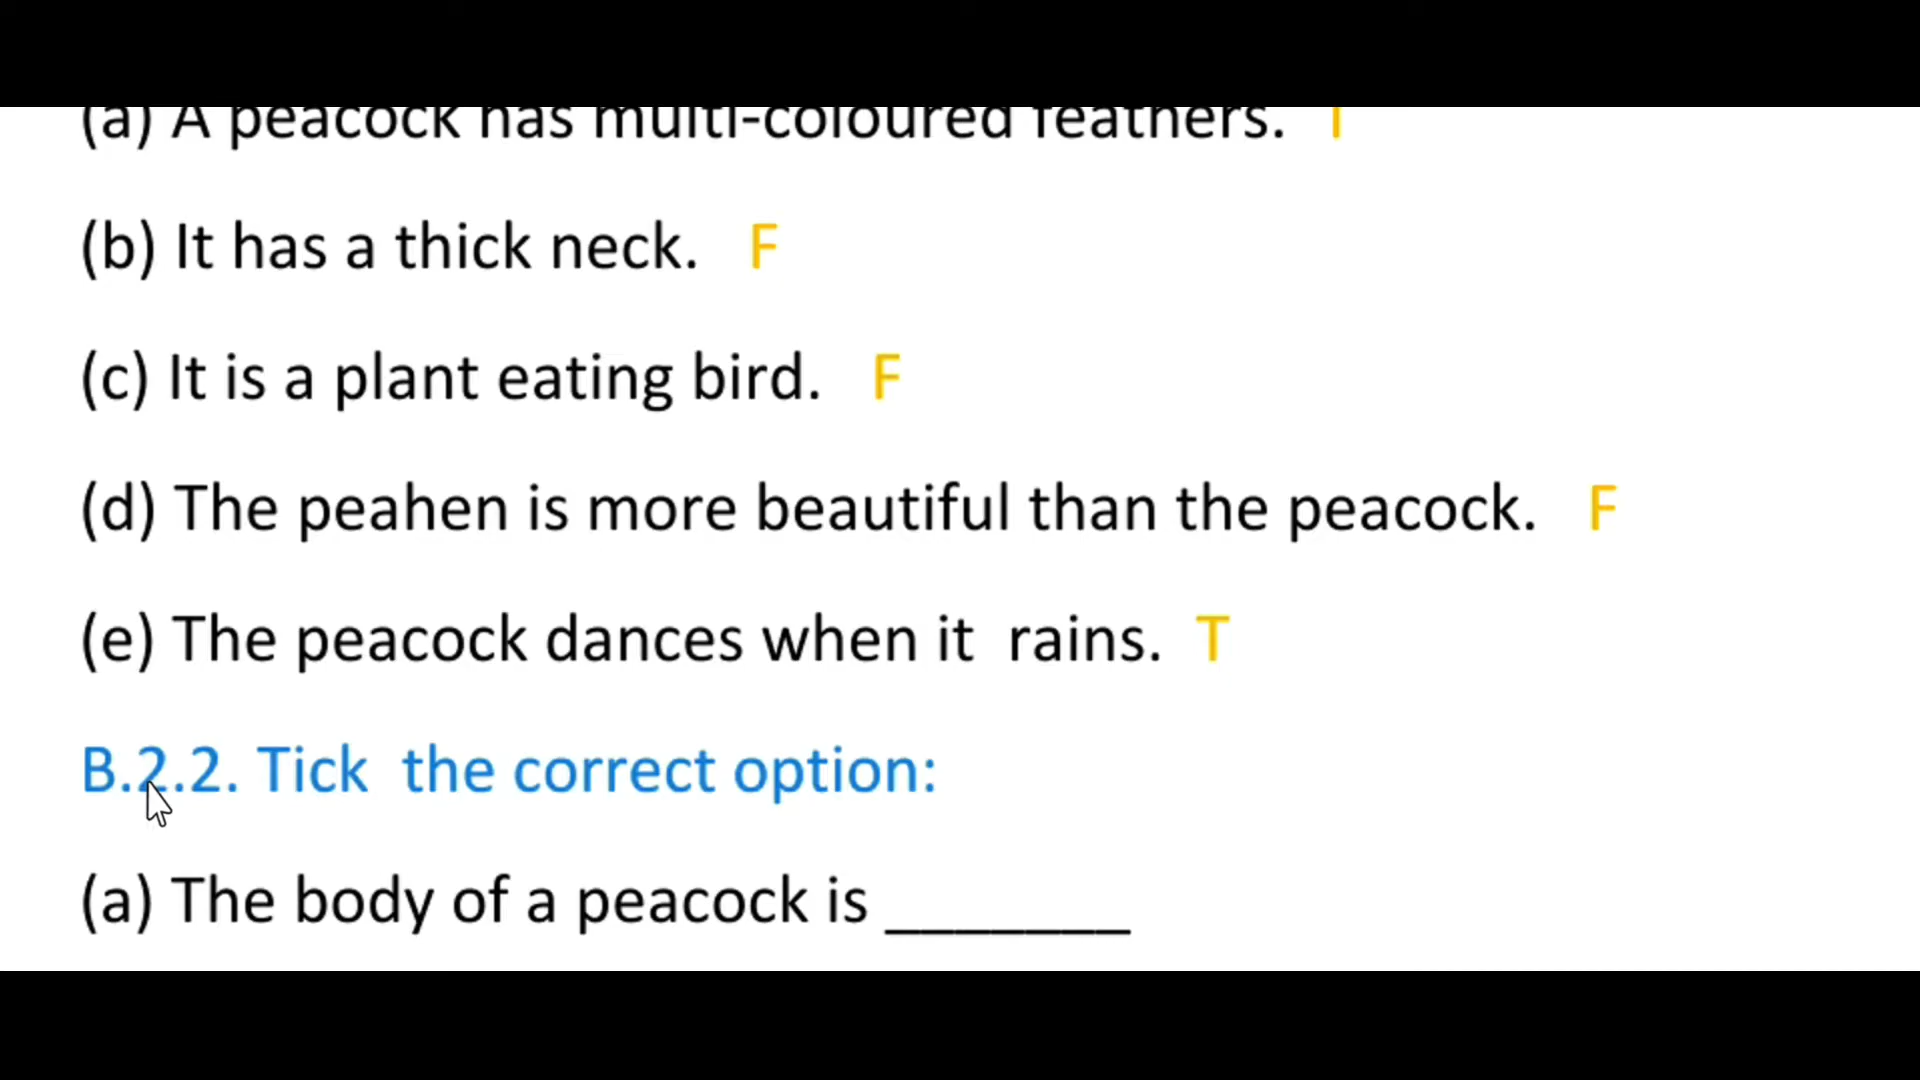 (a) A peacock has multi-coloured feathers. T
(b) It has a thick neck. F
(c) It is a plant eating bird. F
(d) The peahen is more beautiful than the peacock. F
(e) The peacock dances when it rains. T
B.2.2. Tick the correct option:
(a) The body of a peacock is _______